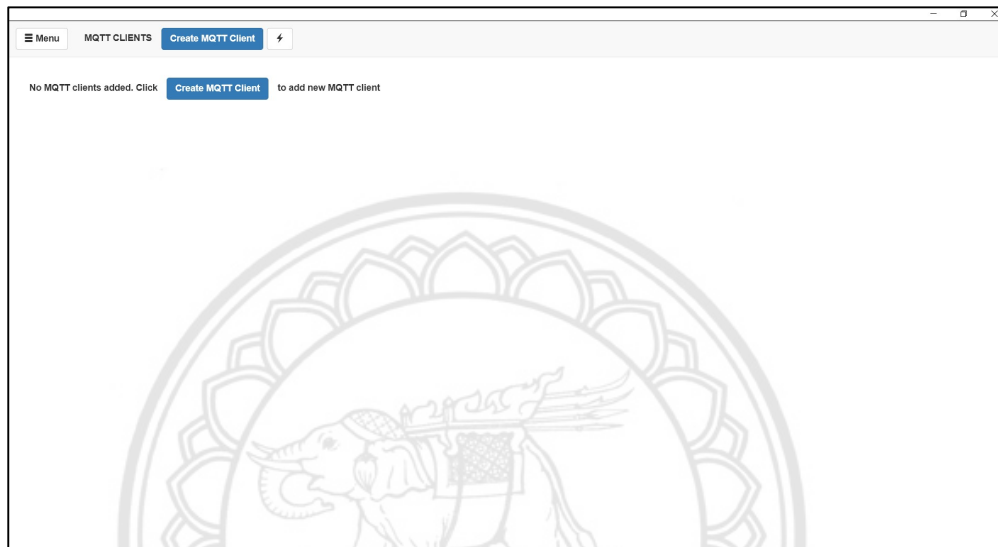 Menu MQTT CLIENTS Create MQTT Client
No MQTT clients added. Click Create MQTT Client to add new MQTT client